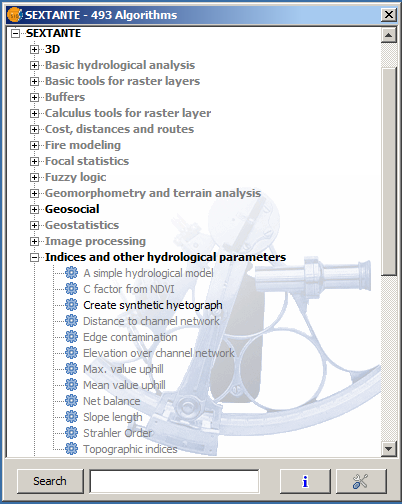 SEXTANTE - 493 Algorithms
SEXTANTE
3D
Basic hydrological analysis
Basic tools for raster layers
Buffers
Calculus tools for raster layer
Cost, distances and routes
Fire modeling
Focal statistics
Fuzzy logic
Geomorphometry and terrain analysis
Geosocial
Geostatistics
Image processing
Indices and other hydrological parameters
A simple hydrological model
C factor from NDVI
Create synthetic hyetograph
Distance to channel network
Edge contamination
Elevation over channel network
Max. value uphill
Mean value uphill
Net balance
Slope length
Strahler Order
Topographic indices
Search